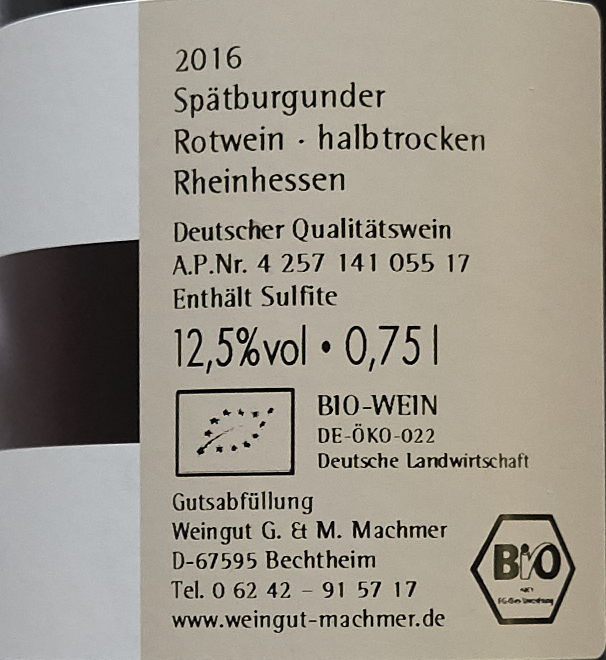 2016
Spätburgunder
Rotwein · halbtrocken
Rheinhessen
Deutscher Qualitätswein
A.P.Nr. 4 257 141 055 17
Enthält Sulfite
12,5%vol • 0,75 l
BIO-WEIN
DE-ÖKO-022
Deutsche Landwirtschaft
Gutsabfüllung
Weingut G. & M. Machmer
D-67595 Bechtheim
Tel. 0 62 42 – 91 57 17
www.weingut-machmer.de
BiO